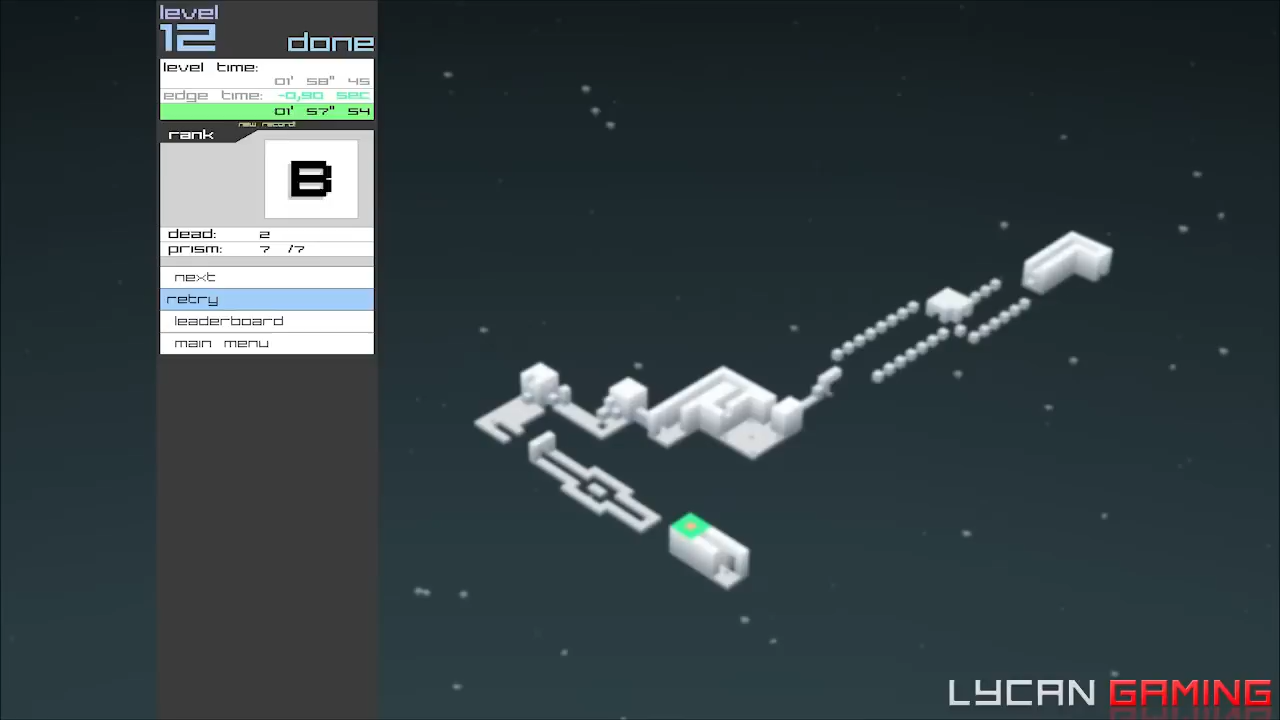 level
12
done
level time:
01' 58" 45
edge time: -0,90 sec
01' 57" 54
new record!
rank
B
dead: 2
prism: 7 /7
next
retry
leaderboard
main menu
LYCAN GAMING